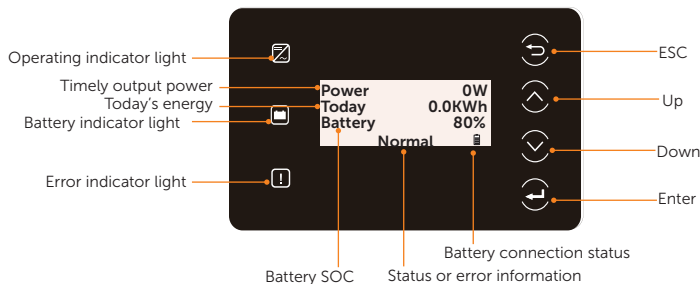 Operating indicator light
Timely output power
Today's energy
Battery indicator light
Error indicator light
Power 0W
Today 0.0KWh
Battery 80%
Normal
ESC
Up
Down
Enter
Battery connection status
Battery SOC
Status or error information